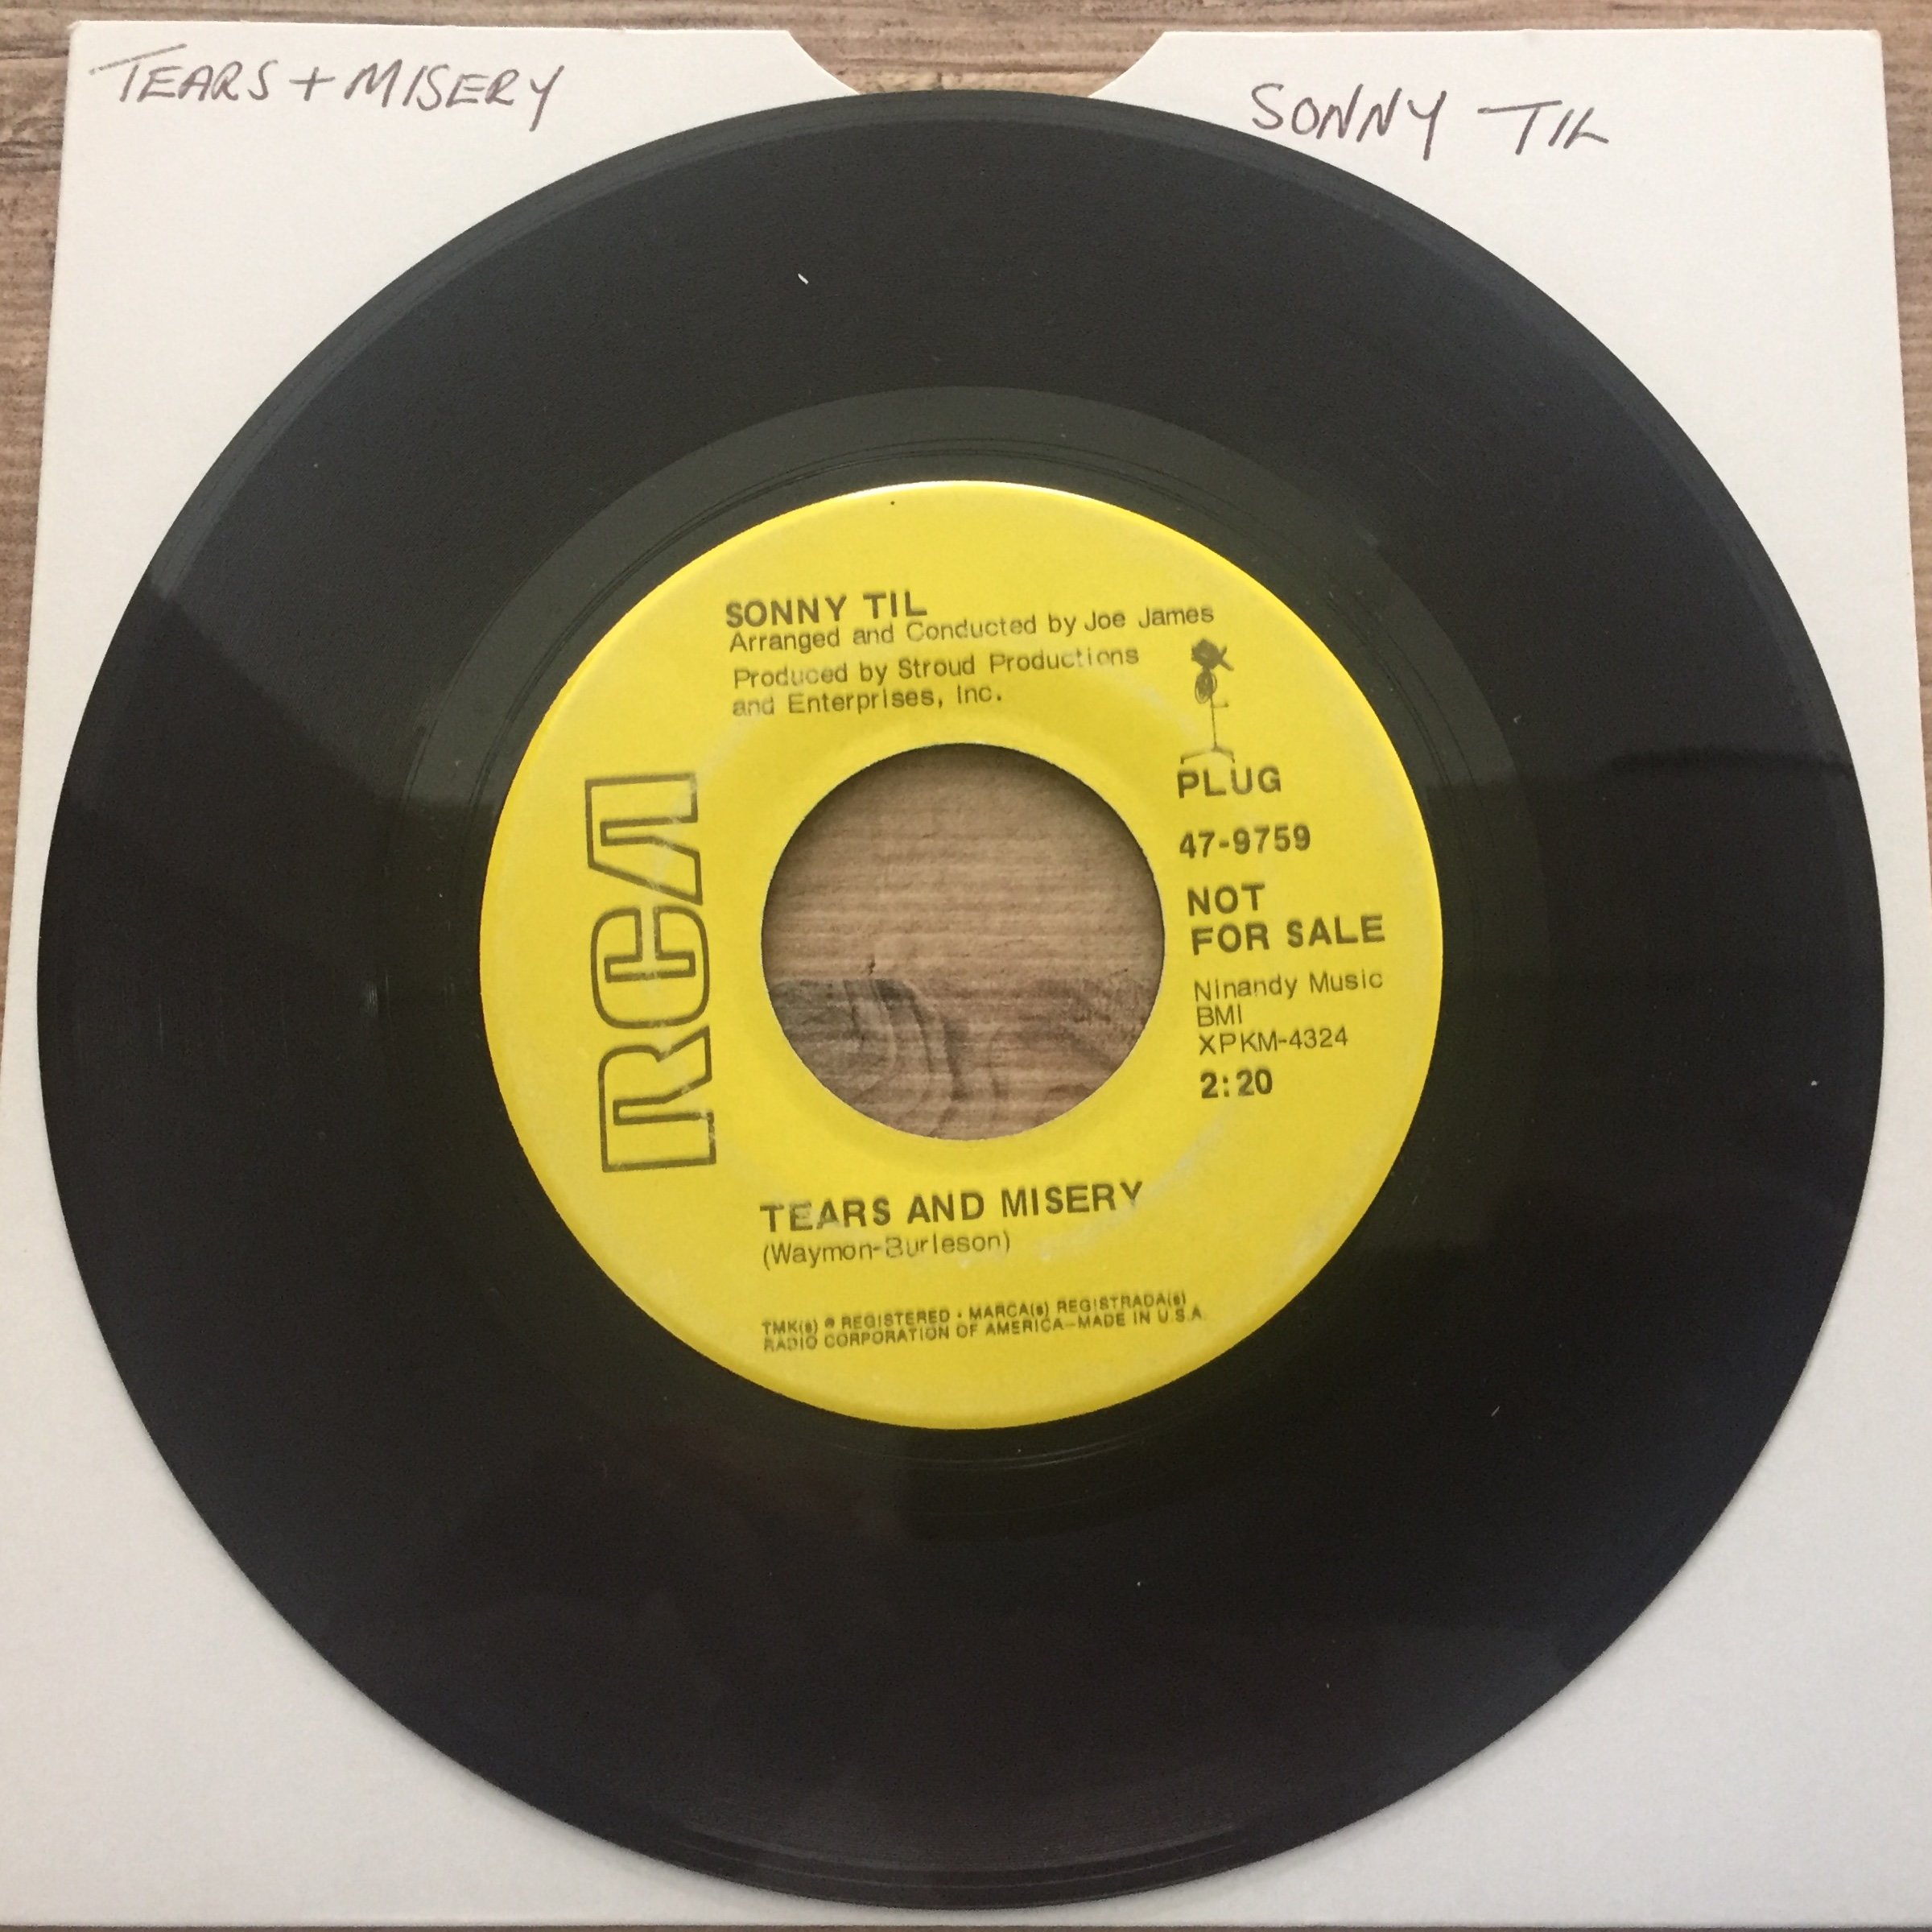 TEARS + MISERY
SONNY TIL
SONNY TIL
Arranged and Conducted by Joe James
Produced by Stroud Productions
and Enterprises, Inc.
RCA
PLUG
47-9759
NOT
FOR SALE
Ninandy Music
BMI
XPKM-4324
2:20
TEARS AND MISERY
(Waymon-Burleson)
TMK(s) ® REGISTERED • MARCA(s) REGISTRADA(s)
RADIO CORPORATION OF AMERICA—MADE IN U.S.A.